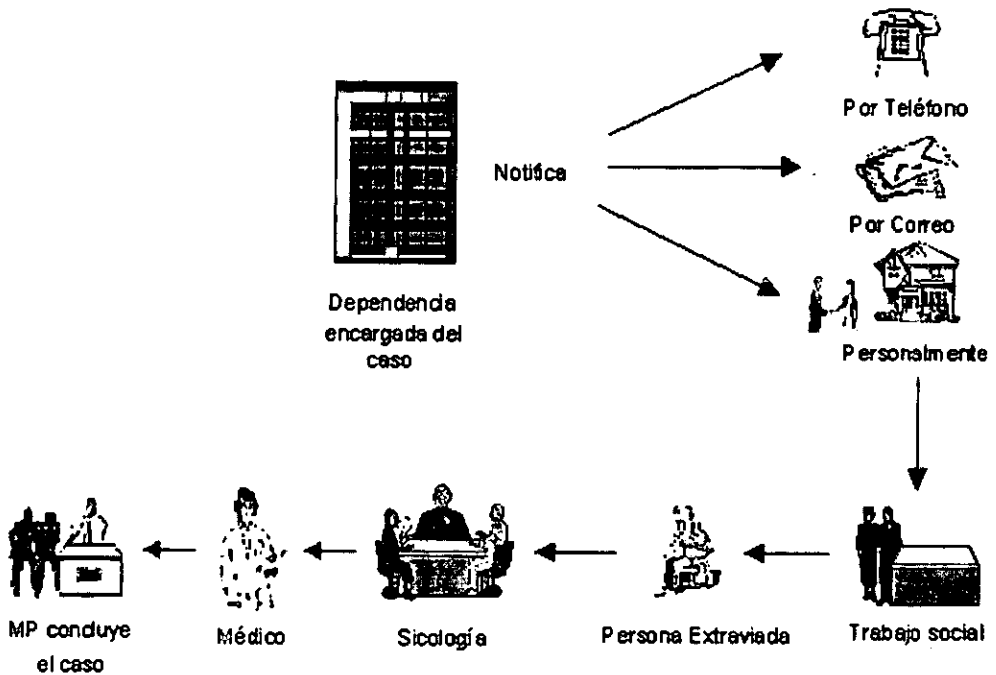 Por Teléfono
Notifica
Por Correo
Dependencia
encargada del
caso
Personalmente
MP concluye
el caso
Médico
Sicología
Persona Extraviada
Trabajo social